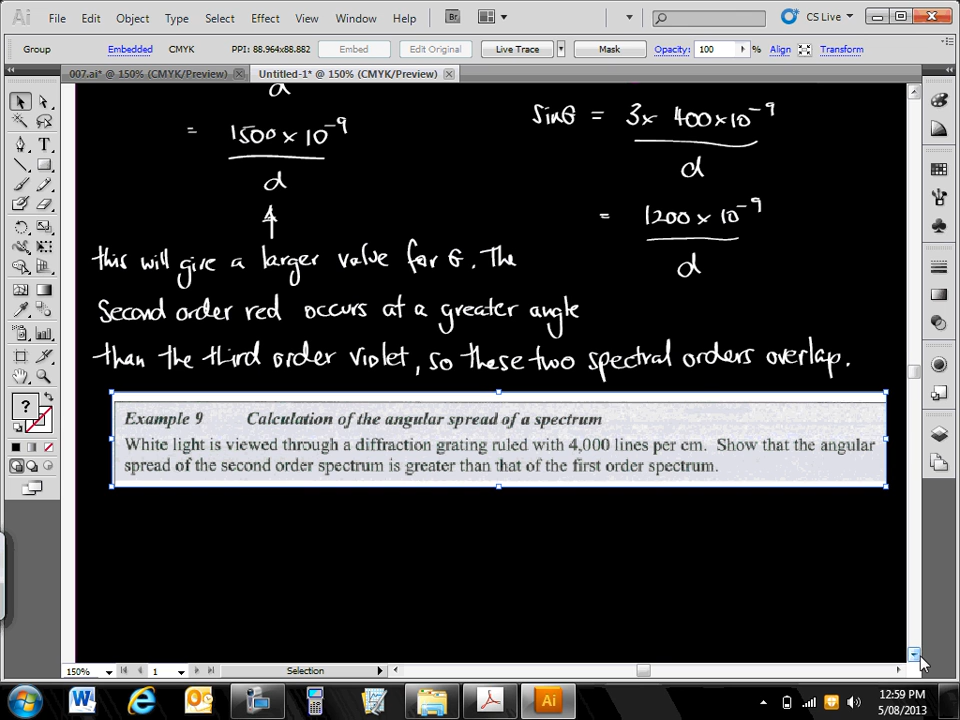 Ai File Edit Object Type Select Effect View Window Help Br CS Live
Group Embedded CMYK PPI: 88.964x88.882 Embed Edit Original Live Trace Mask Opacity: 100 % Align Transform
007.ai* @ 150% (CMYK/Preview) Untitled-1* @ 150% (CMYK/Preview)
d
= 1500 × 10⁻⁹
d
sinθ = 3 × 400 × 10⁻⁹
d
= 1200 × 10⁻⁹
d
this will give a larger value for θ. The
Second order red occurs at a greater angle
than the third order violet, so these two spectral orders overlap.
Example 9 Calculation of the angular spread of a spectrum
White light is viewed through a diffraction grating ruled with 4,000 lines per cm. Show that the angular
spread of the second order spectrum is greater than that of the first order spectrum.
150% 1 Selection
12:59 PM
5/08/2013